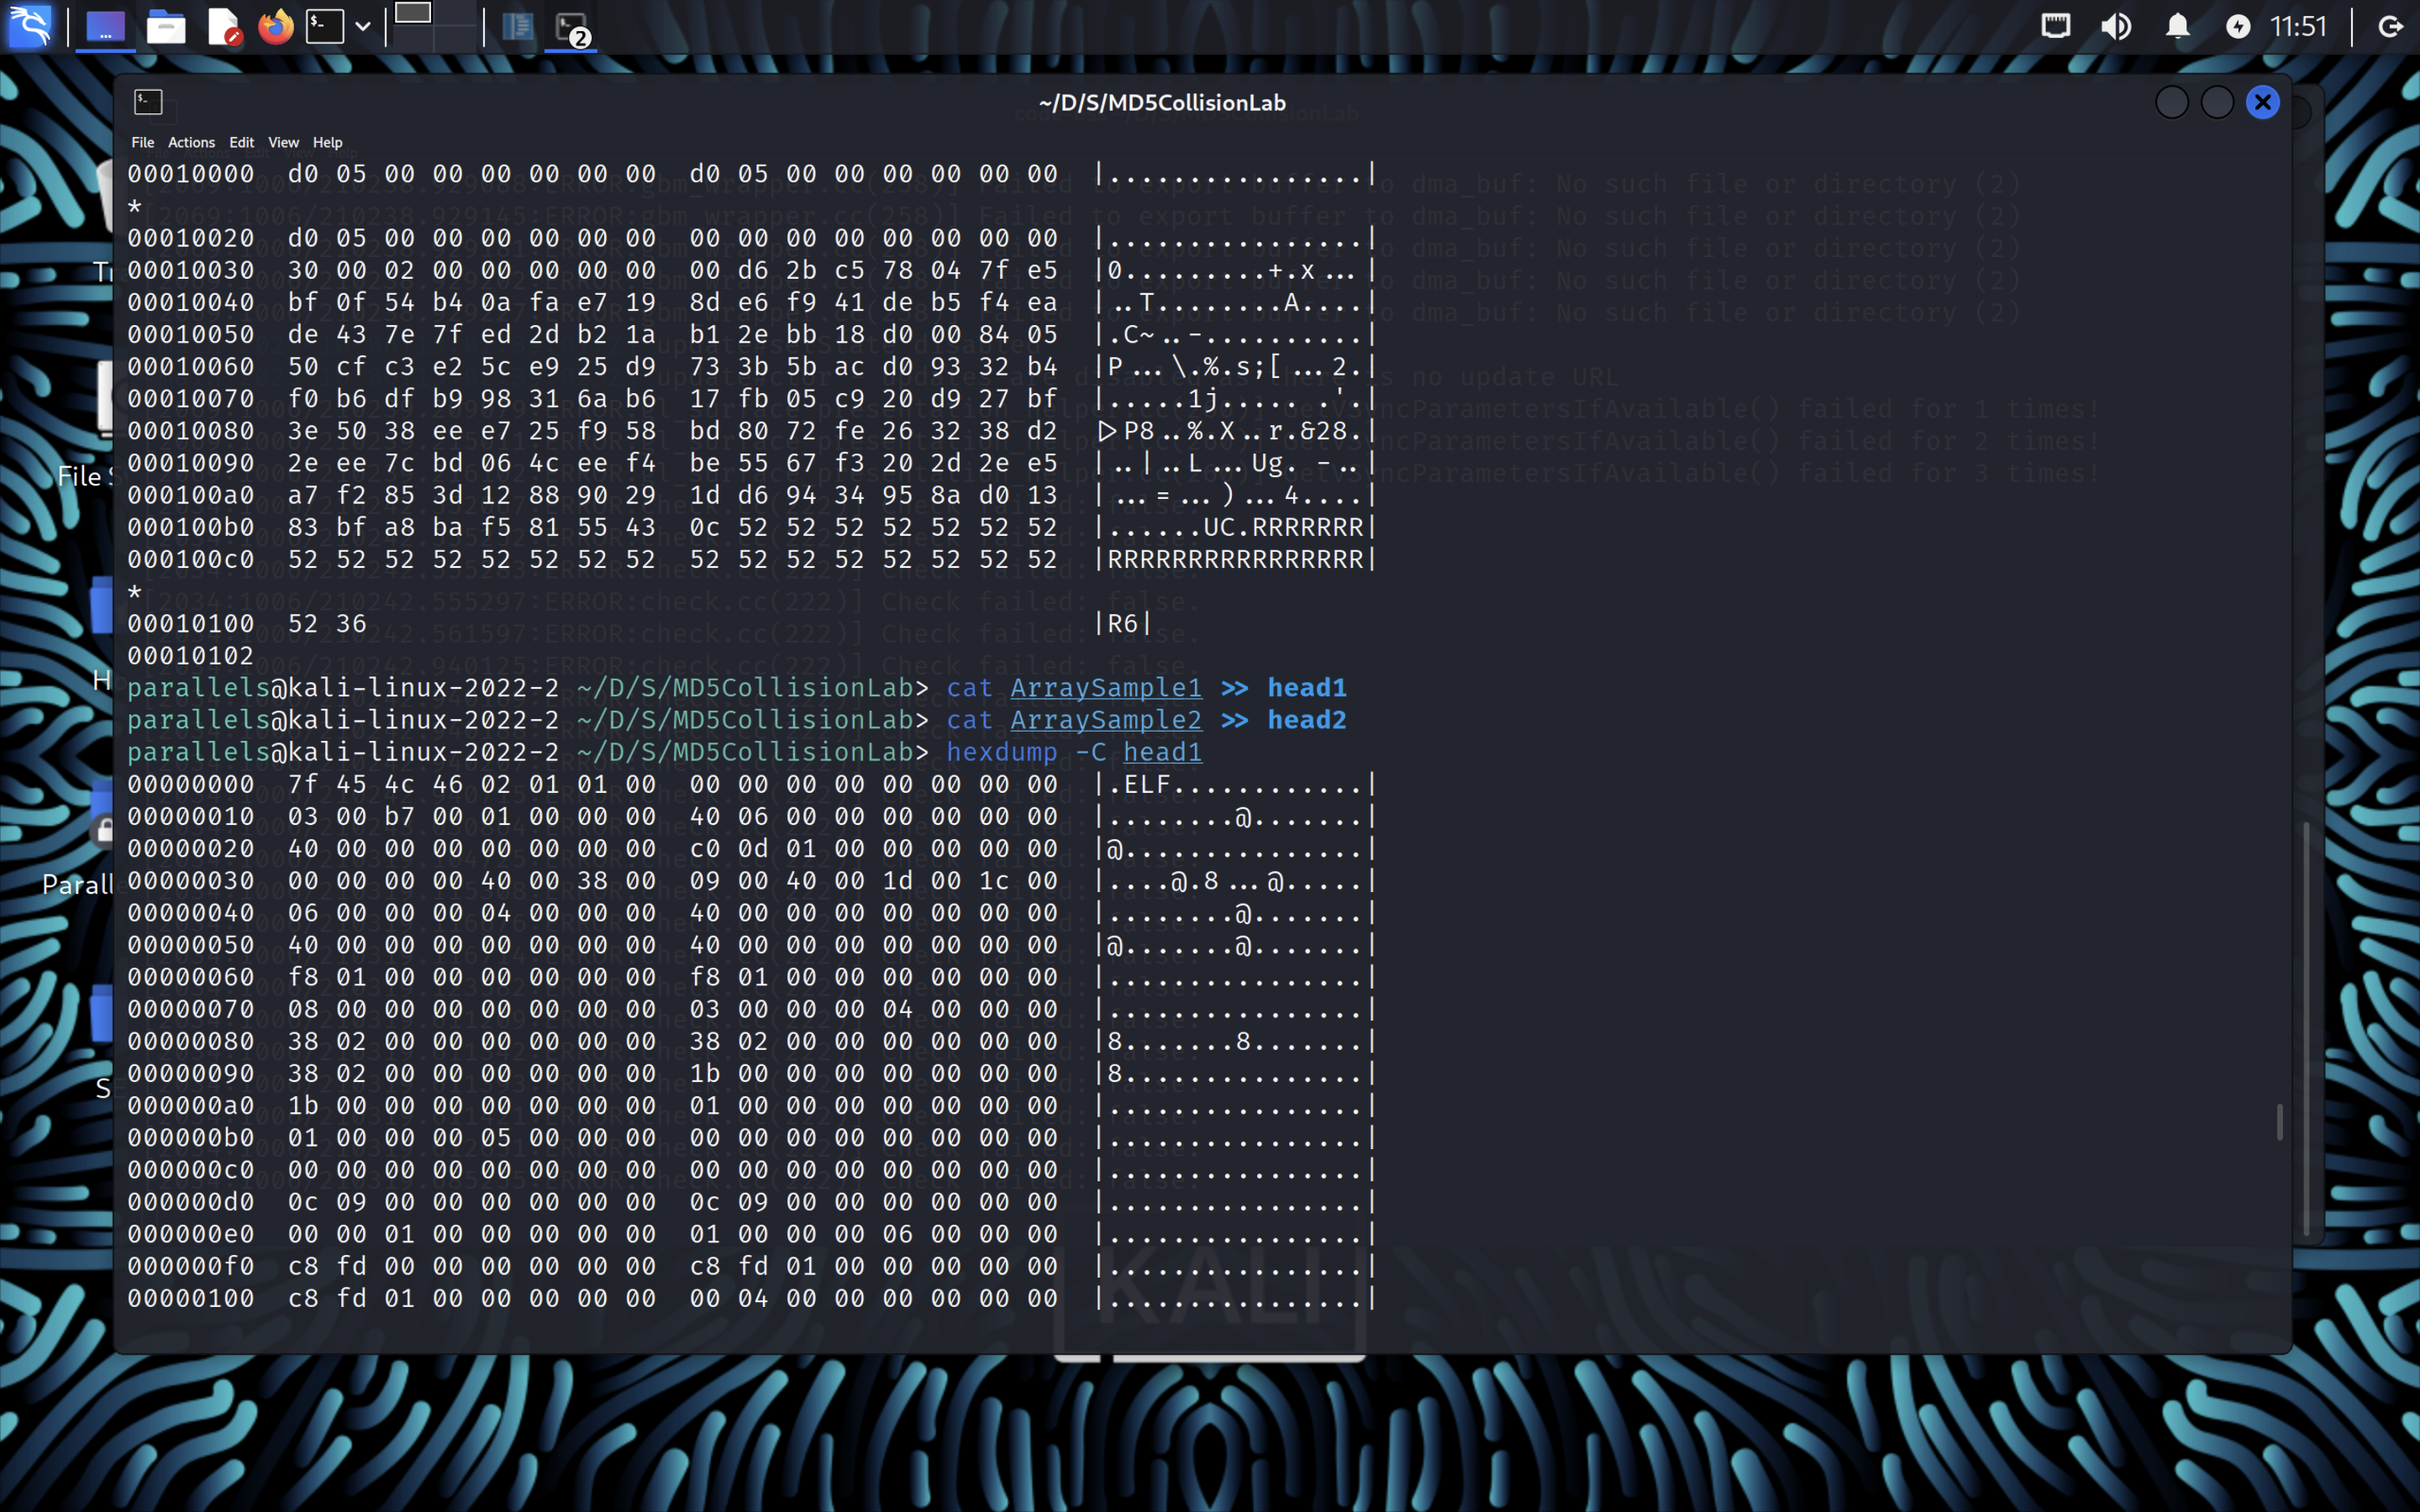 11:51
2
~/D/S/MD5CollisionLab
File Actions Edit View Help
00010000  d0 05 00 00 00 00 00 00  d0 05 00 00 00 00 00 00  |................|
*
00010020  d0 05 00 00 00 00 00 00  00 00 00 00 00 00 00 00  |................|
00010030  30 00 02 00 00 00 00 00  00 d6 2b c5 78 04 7f e5  |0.........+.x...|
00010040  bf 0f 54 b4 0a fa e7 19  8d e6 f9 41 de b5 f4 ea  |..T........A....|
00010050  de 43 7e 7f ed 2d b2 1a  b1 2e bb 18 d0 00 84 05  |.C~..-..........|
00010060  50 cf c3 e2 5c e9 25 d9  73 3b 5b ac d0 93 32 b4  |P...\.%.s;[...2.|
00010070  f0 b6 df b9 98 31 6a b6  17 fb 05 c9 20 d9 27 bf  |.....1j..... .'.|
00010080  3e 50 38 ee e7 25 f9 58  bd 80 72 fe 26 32 38 d2  |>P8..%.X..r.&28.|
00010090  2e ee 7c bd 06 4c ee f4  be 55 67 f3 20 2d 2e e5  |..|..L...Ug. -..|
000100a0  a7 f2 85 3d 12 88 90 29  1d d6 94 34 95 8a d0 13  |...=...)...4....|
000100b0  83 bf a8 ba f5 81 55 43  0c 52 52 52 52 52 52 52  |......UC.RRRRRRR|
000100c0  52 52 52 52 52 52 52 52  52 52 52 52 52 52 52 52  |RRRRRRRRRRRRRRRR|
*
00010100  52 36  |R6|
00010102
parallels@kali-linux-2022-2 ~/D/S/MD5CollisionLab> cat ArraySample1 >> head1
parallels@kali-linux-2022-2 ~/D/S/MD5CollisionLab> cat ArraySample2 >> head2
parallels@kali-linux-2022-2 ~/D/S/MD5CollisionLab> hexdump -C head1
00000000  7f 45 4c 46 02 01 01 00  00 00 00 00 00 00 00 00  |.ELF............|
00000010  03 00 b7 00 01 00 00 00  40 06 00 00 00 00 00 00  |........@.......|
00000020  40 00 00 00 00 00 00 00  c0 0d 01 00 00 00 00 00  |@...............|
00000030  00 00 00 00 40 00 38 00  09 00 40 00 1d 00 1c 00  |....@.8...@.....|
00000040  06 00 00 00 04 00 00 00  40 00 00 00 00 00 00 00  |........@.......|
00000050  40 00 00 00 00 00 00 00  40 00 00 00 00 00 00 00  |@.......@.......|
00000060  f8 01 00 00 00 00 00 00  f8 01 00 00 00 00 00 00  |................|
00000070  08 00 00 00 00 00 00 00  03 00 00 00 04 00 00 00  |................|
00000080  38 02 00 00 00 00 00 00  38 02 00 00 00 00 00 00  |8.......8.......|
00000090  38 02 00 00 00 00 00 00  1b 00 00 00 00 00 00 00  |8...............|
000000a0  1b 00 00 00 00 00 00 00  01 00 00 00 00 00 00 00  |................|
000000b0  01 00 00 00 05 00 00 00  00 00 00 00 00 00 00 00  |................|
000000c0  00 00 00 00 00 00 00 00  00 00 00 00 00 00 00 00  |................|
000000d0  0c 09 00 00 00 00 00 00  0c 09 00 00 00 00 00 00  |................|
000000e0  00 00 01 00 00 00 00 00  01 00 00 00 06 00 00 00  |................|
000000f0  c8 fd 00 00 00 00 00 00  c8 fd 01 00 00 00 00 00  |................|
00000100  c8 fd 01 00 00 00 00 00  00 04 00 00 00 00 00 00  |................|
File
Parall
KALI